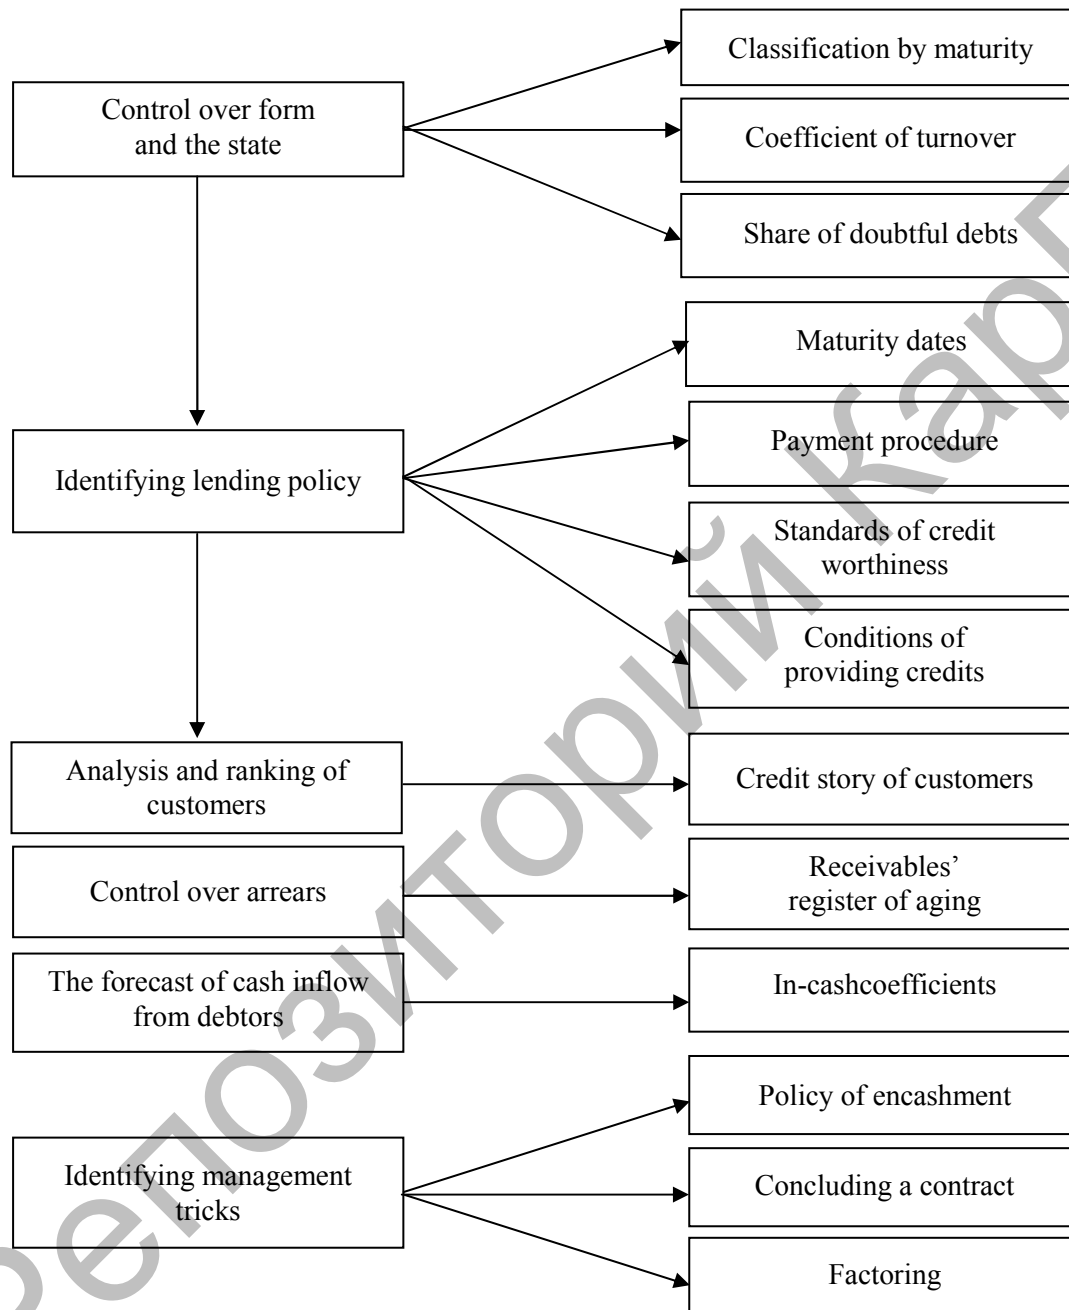 Control over form
and the state
Classification by maturity
Coefficient of turnover
Share of doubtful debts
Identifying lending policy
Maturity dates
Payment procedure
Standards of credit
worthiness
Conditions of
providing credits
Analysis and ranking of
customers
Credit story of customers
Control over arrears
Receivables’
register of aging
The forecast of cash inflow
from debtors
In-cashcoefficients
Identifying management
tricks
Policy of encashment
Concluding a contract
Factoring
Репозиторий